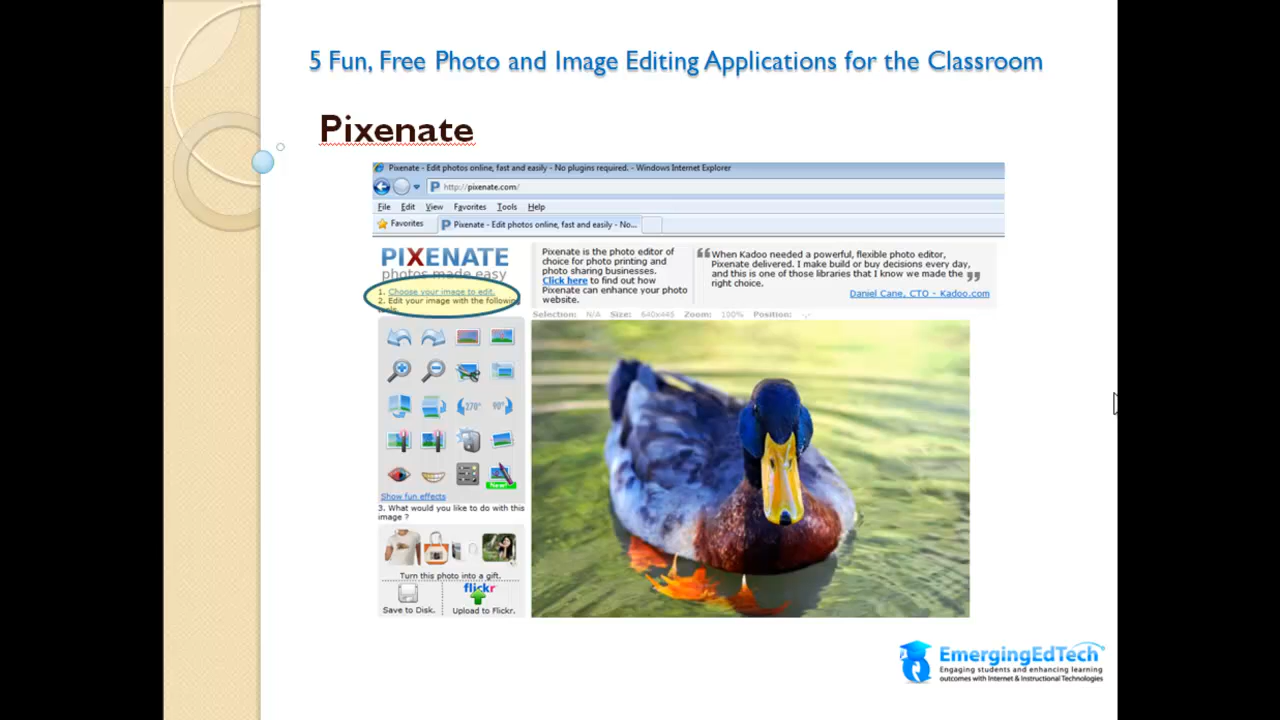 5 Fun, Free Photo and Image Editing Applications for the Classroom
Pixenate
Pixenate - Edit photos online, fast and easily - No plugins required. - Windows Internet Explorer
P http://pixenate.com/
File Edit View Favorites Tools Help
Favorites
P Pixenate - Edit photos online, fast and easily - No...
PIXENATE
photos made easy
1. Choose your image to edit.
2. Edit your image with the following
tools.
Pixenate is the photo editor of
choice for photo printing and
photo sharing businesses.
Click here to find out how
Pixenate can enhance your photo
website.
"When Kadoo needed a powerful, flexible photo editor,
Pixenate delivered. I make build or buy decisions every day,
and this is one of those libraries that I know we made the
right choice."
Daniel Cane, CTO - Kadoo.com
Selection: N/A Size: 640x445 Zoom: 100% Position: -,-
270° 90°
New!
Show fun effects
3. What would you like to do with this
image ?
Turn this photo into a gift.
Save to Disk.
flickr
Upload to Flickr.
EmergingEdTech
Engaging students and enhancing learning
outcomes with Internet & Instructional Technologies